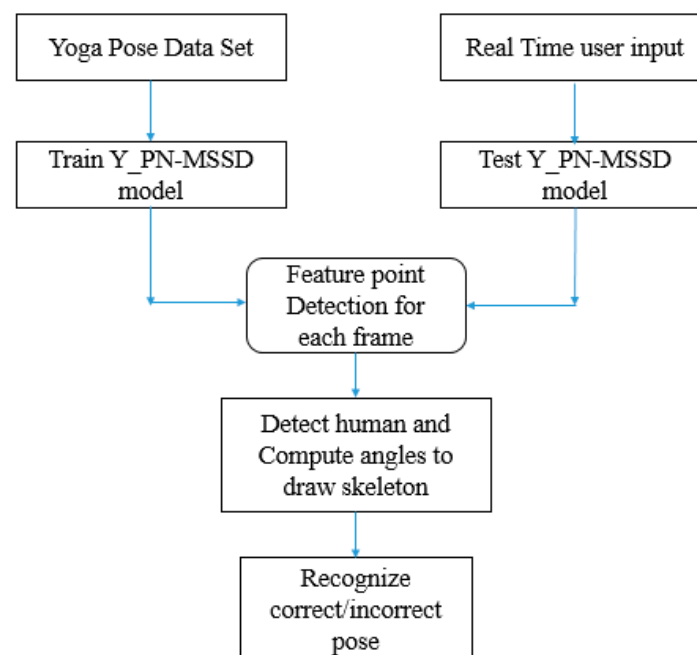 Yoga Pose Data Set
Real Time user input
Train Y_PN-MSSD
model
Test Y_PN-MSSD
model
Feature point
Detection for
each frame
Detect human and
Compute angles to
draw skeleton
Recognize
correct/incorrect
pose